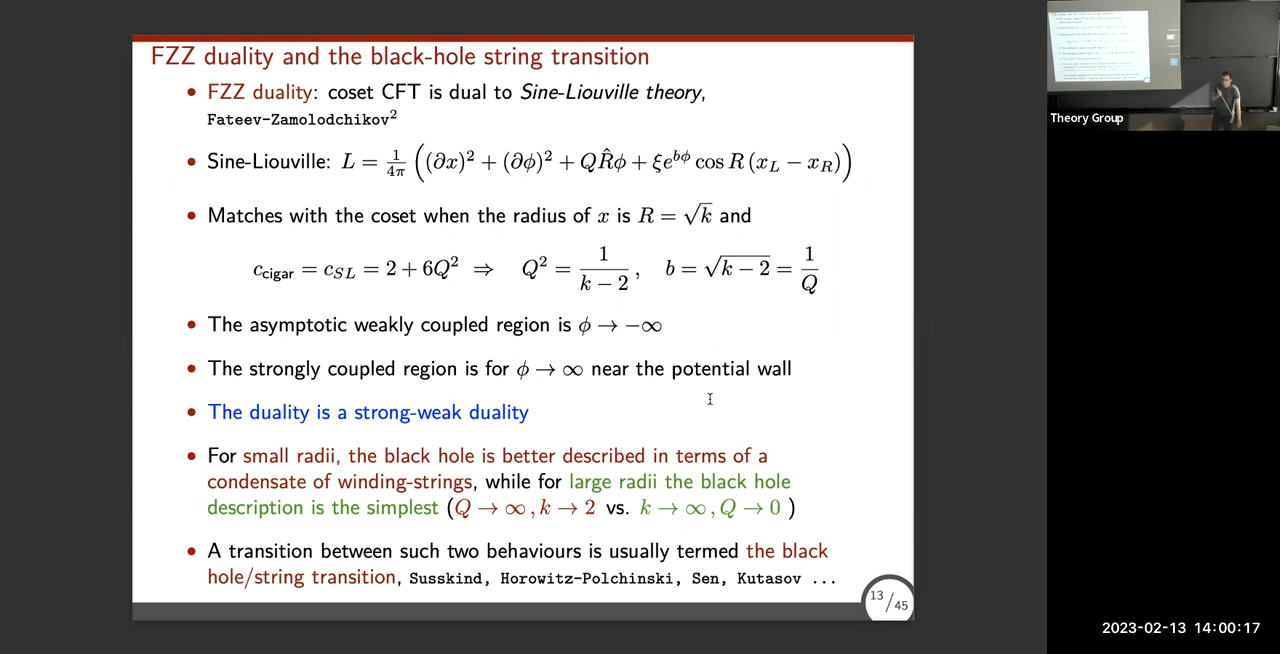 FZZ duality and the black-hole string transition
• FZZ duality: coset CFT is dual to Sine-Liouville theory,
Fateev-Zamolodchikov²
• Sine-Liouville: L = 1/4π ((∂x)² + (∂ϕ)² + QR̂ϕ + ξe^{bϕ} cos R (x_L − x_R))
• Matches with the coset when the radius of x is R = √k and
c_cigar = c_SL = 2 + 6Q² ⇒ Q² = 1/(k − 2), b = √(k − 2) = 1/Q
• The asymptotic weakly coupled region is ϕ → −∞
• The strongly coupled region is for ϕ → ∞ near the potential wall
• The duality is a strong-weak duality
• For small radii, the black hole is better described in terms of a
condensate of winding-strings, while for large radii the black hole
description is the simplest (Q → ∞, k → 2 vs. k → ∞, Q → 0 )
• A transition between such two behaviours is usually termed the black
hole/string transition, Susskind, Horowitz-Polchinski, Sen, Kutasov ...
13/45
Theory Group
2023-02-13 14:00:17